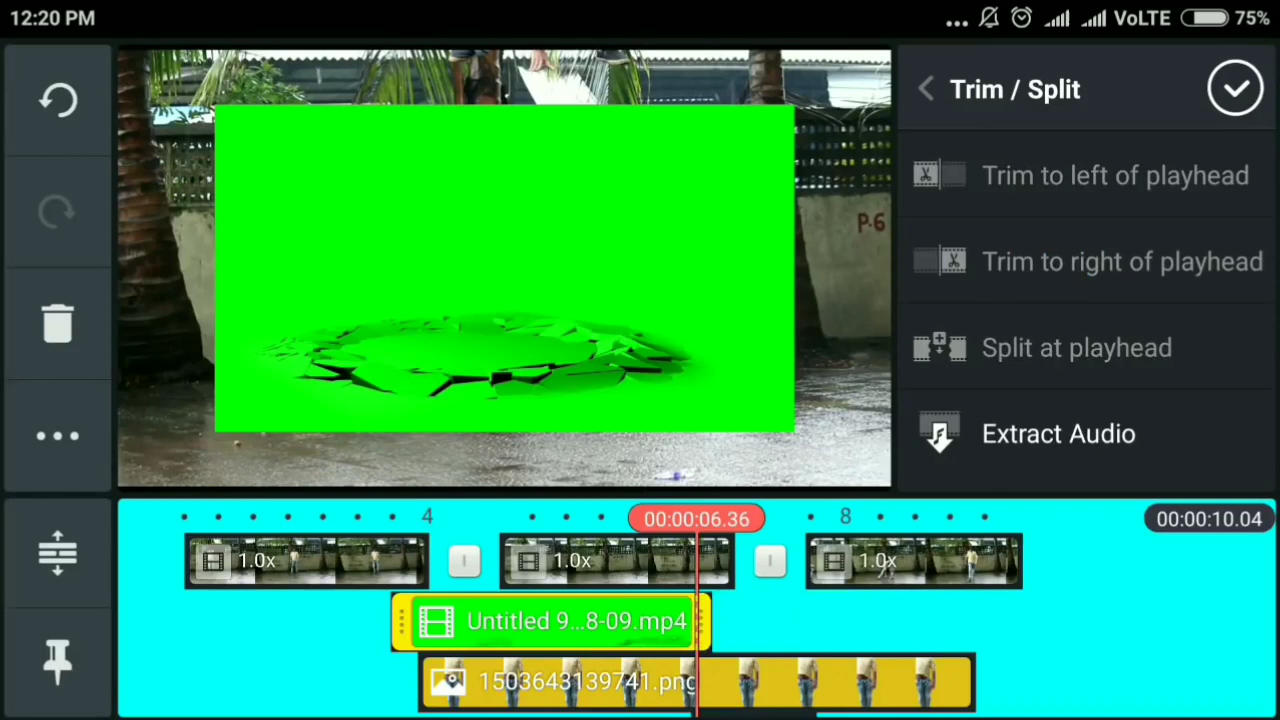 12:20 PM
VoLTE 75%
Trim / Split
Trim to left of playhead
P-6
Trim to right of playhead
Split at playhead
Extract Audio
4
00:00:06.36
8
00:00:10.04
1.0x
1.0x
1.0x
Untitled 9...8-09.mp4
1503643139741.png